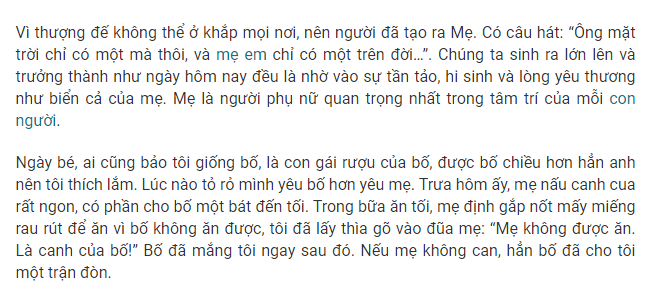 Vì thượng đế không thể ở khắp mọi nơi, nên người đã tạo ra Mẹ. Có câu hát: “Ông mặt
trời chỉ có một mà thôi, và mẹ em chỉ có một trên đời…”. Chúng ta sinh ra lớn lên và
trưởng thành như ngày hôm nay đều là nhờ vào sự tần tảo, hi sinh và lòng yêu thương
như biển cả của mẹ. Mẹ là người phụ nữ quan trọng nhất trong tâm trí của mỗi con
người.
Ngày bé, ai cũng bảo tôi giống bố, là con gái rượu của bố, được bố chiều hơn hẳn anh
nên tôi thích lắm. Lúc nào tỏ rỏ mình yêu bố hơn yêu mẹ. Trưa hôm ấy, mẹ nấu canh cua
rất ngon, có phần cho bố một bát đến tối. Trong bữa ăn tối, mẹ định gắp nốt mấy miếng
rau rút để ăn vì bố không ăn được, tôi đã lấy thìa gõ vào đũa mẹ: “Mẹ không được ăn.
Là canh của bố!” Bố đã mắng tôi ngay sau đó. Nếu mẹ không can, hẳn bố đã cho tôi
một trận đòn.